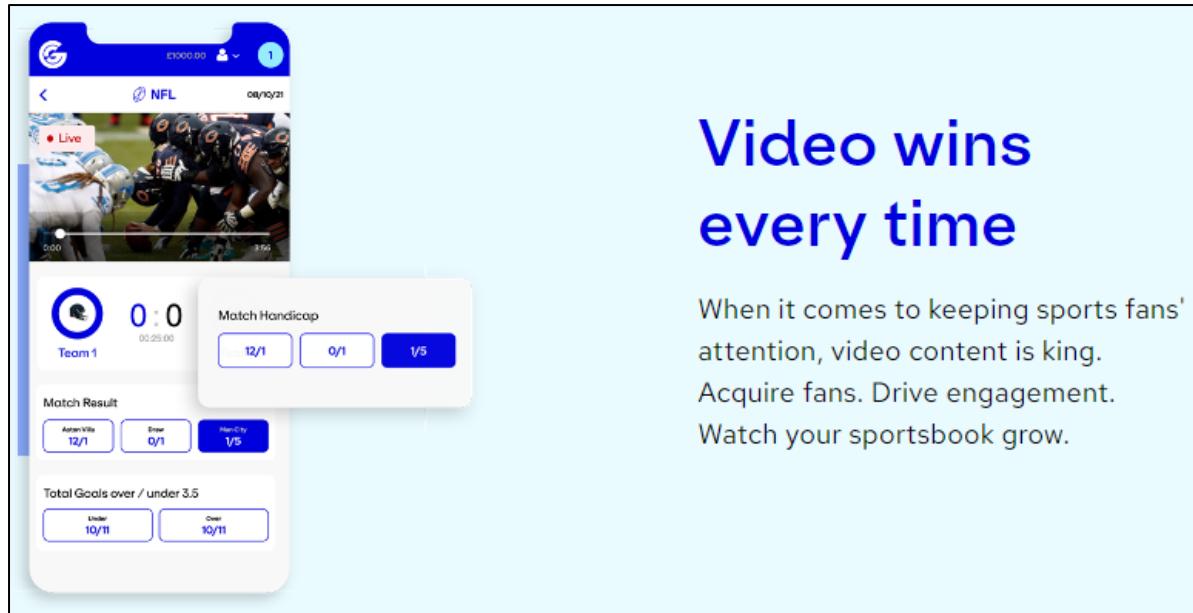 £1000.00
1
NFL
08/10/21
Live
0:00
3:56
0 : 0
00:25:00
Team 1
Match Handicap
12/1
0/1
1/5
Match Result
Aston Villa
12/1
Draw
0/1
Man City
1/5
Total Goals over / under 3.5
Under
10/11
Over
10/11
Video wins
every time
When it comes to keeping sports fans'
attention, video content is king.
Acquire fans. Drive engagement.
Watch your sportsbook grow.